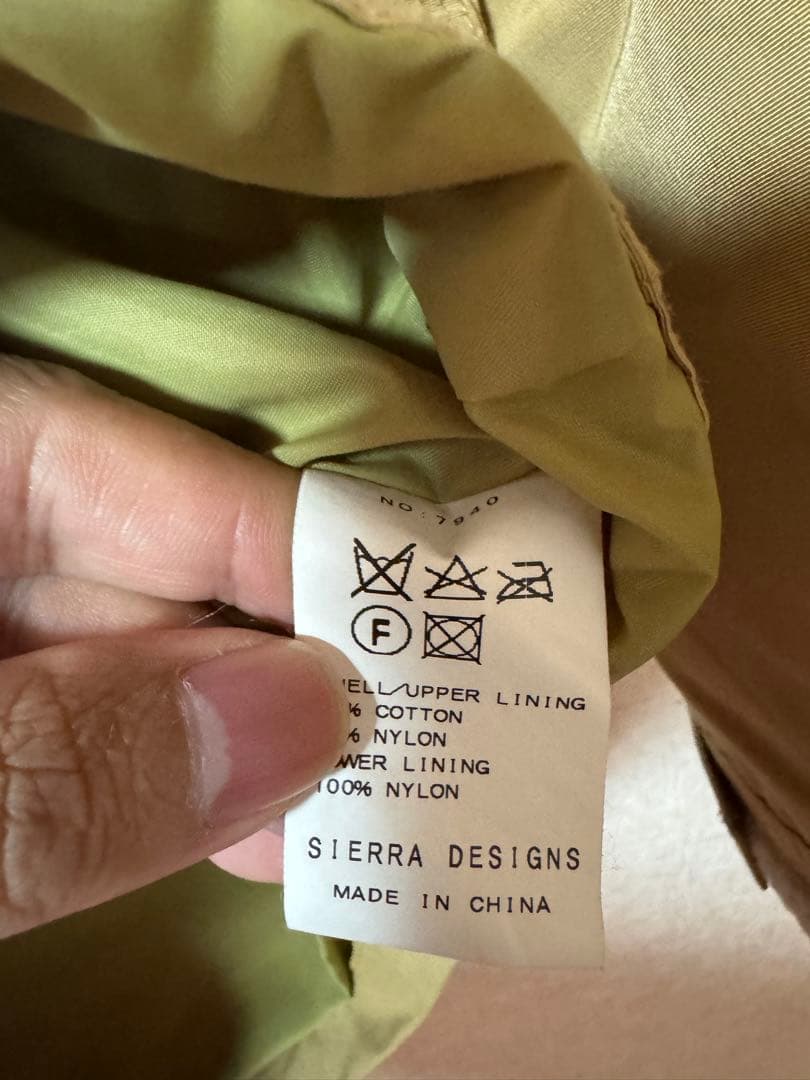 NO:7940
F
ELL/UPPER LINING
% COTTON
% NYLON
WER LINING
100% NYLON
SIERRA DESIGNS
MADE IN CHINA